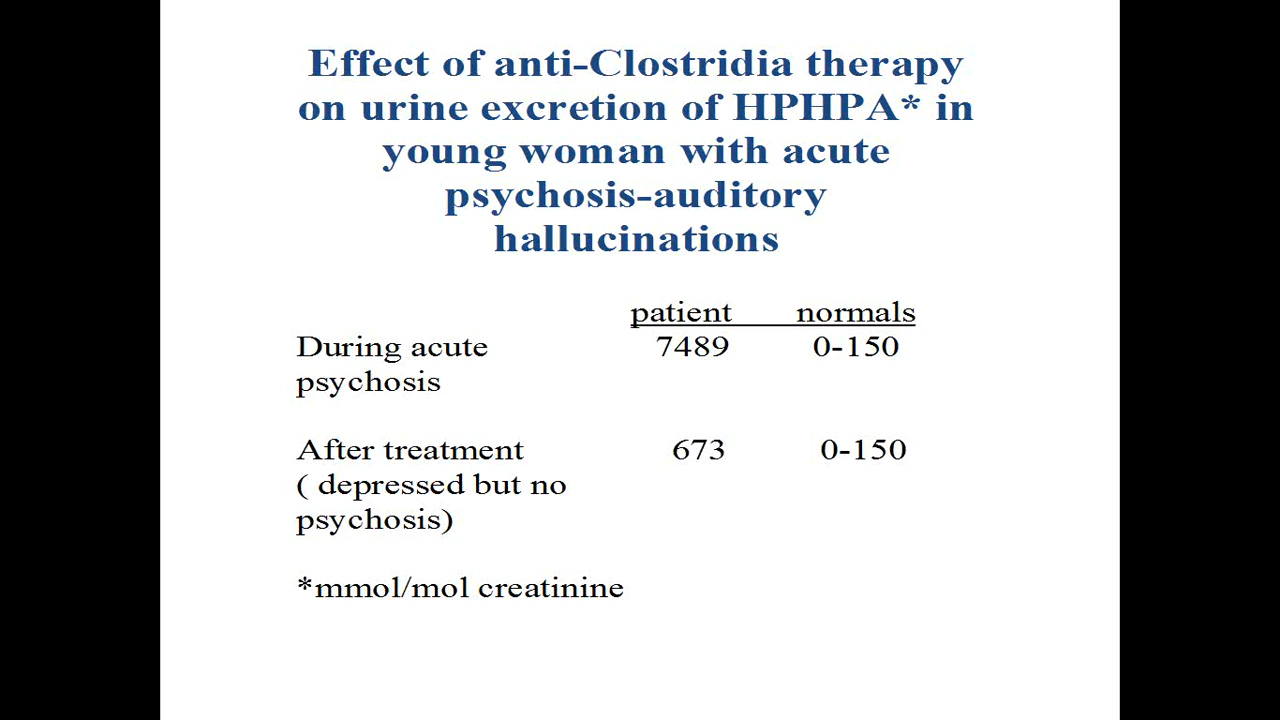 Effect of anti-Clostridia therapy
on urine excretion of HPHPA* in
young woman with acute
psychosis-auditory
hallucinations
patient normals
During acute 7489 0-150
psychosis
After treatment 673 0-150
( depressed but no
psychosis)
*mmol/mol creatinine